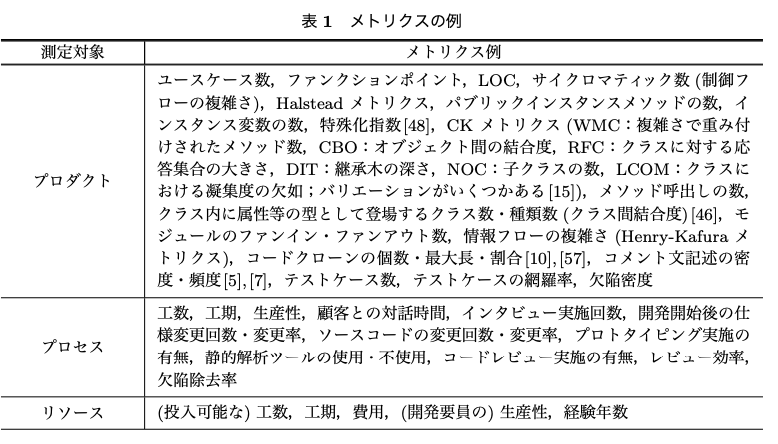 表 1 メトリクスの例
測定対象 メトリクス例
プロダクト
ユースケース数，ファンクションポイント，LOC，サイクロマティック数 (制御フ
ローの複雑さ)，Halstead メトリクス，パブリックインスタンスメソッドの数，イ
ンスタンス変数の数，特殊化指数[48]，CK メトリクス (WMC：複雑さで重み付
けされたメソッド数，CBO：オブジェクト間の結合度，RFC：クラスに対する応
答集合の大きさ，DIT：継承木の深さ，NOC：子クラスの数，LCOM：クラスに
おける凝集度の欠如；バリエーションがいくつかある[15])，メソッド呼出しの数，
クラス内に属性等の型として登場するクラス数・種類数 (クラス間結合度)[46]，モ
ジュールのファンイン・ファンアウト数，情報フローの複雑さ (Henry-Kafura メ
トリクス)，コードクローンの個数・最大長・割合[10],[57]，コメント文記述の密
度・頻度[5],[7]，テストケース数，テストケースの網羅率，欠陥密度
プロセス
工数，工期，生産性，顧客との対話時間，インタビュー実施回数，開発開始後の仕
様変更回数・変更率，ソースコードの変更回数・変更率，プロトタイピング実施の
有無，静的解析ツールの使用・不使用，コードレビュー実施の有無，レビュー効率，
欠陥除去率
リソース
(投入可能な) 工数，工期，費用，(開発要員の) 生産性，経験年数